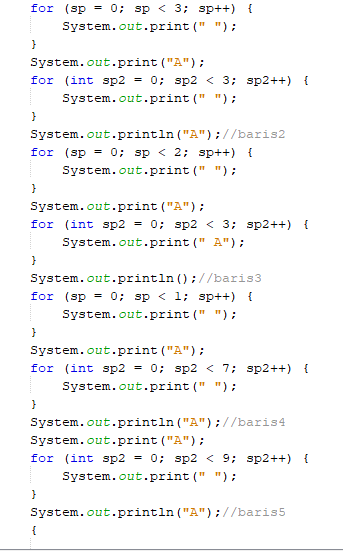 for (sp = 0; sp < 3; sp++) {
System.out.print(" ");
}
System.out.print("A");
for (int sp2 = 0; sp2 < 3; sp2++) {
System.out.print(" ");
}
System.out.println("A");//baris2
for (sp = 0; sp < 2; sp++) {
System.out.print(" ");
}
System.out.print("A");
for (int sp2 = 0; sp2 < 3; sp2++) {
System.out.print(" A");
}
System.out.println();//baris3
for (sp = 0; sp < 1; sp++) {
System.out.print(" ");
}
System.out.print("A");
for (int sp2 = 0; sp2 < 7; sp2++) {
System.out.print(" ");
}
System.out.println("A");//baris4
System.out.print("A");
for (int sp2 = 0; sp2 < 9; sp2++) {
System.out.print(" ");
}
System.out.println("A");//baris5
{